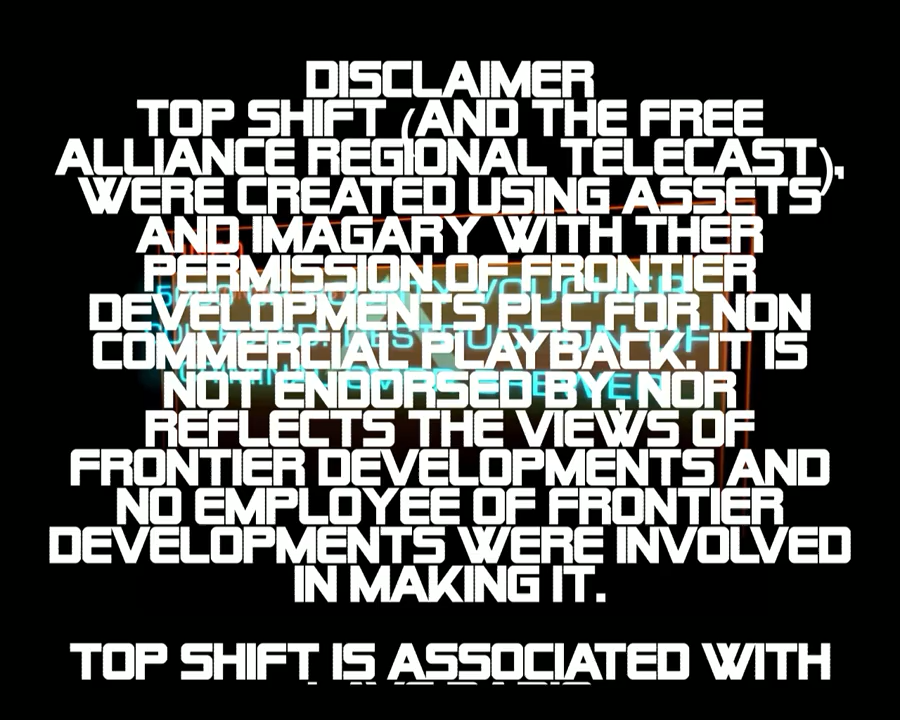 DISCLAIMER
TOP SHIFT (AND THE FREE
ALLIANCE REGIONAL TELECAST),
WERE CREATED USING ASSETS
AND IMAGARY WITH THER
PERMISSION OF FRONTIER
DEVELOPMENTS PLC FOR NON
COMMERCIAL PLAYBACK. IT IS
NOT ENDORSED BY, NOR
REFLECTS THE VIEWS OF
FRONTIER DEVELOPMENTS AND
NO EMPLOYEE OF FRONTIER
DEVELOPMENTS WERE INVOLVED
IN MAKING IT.
TOP SHIFT IS ASSOCIATED WITH